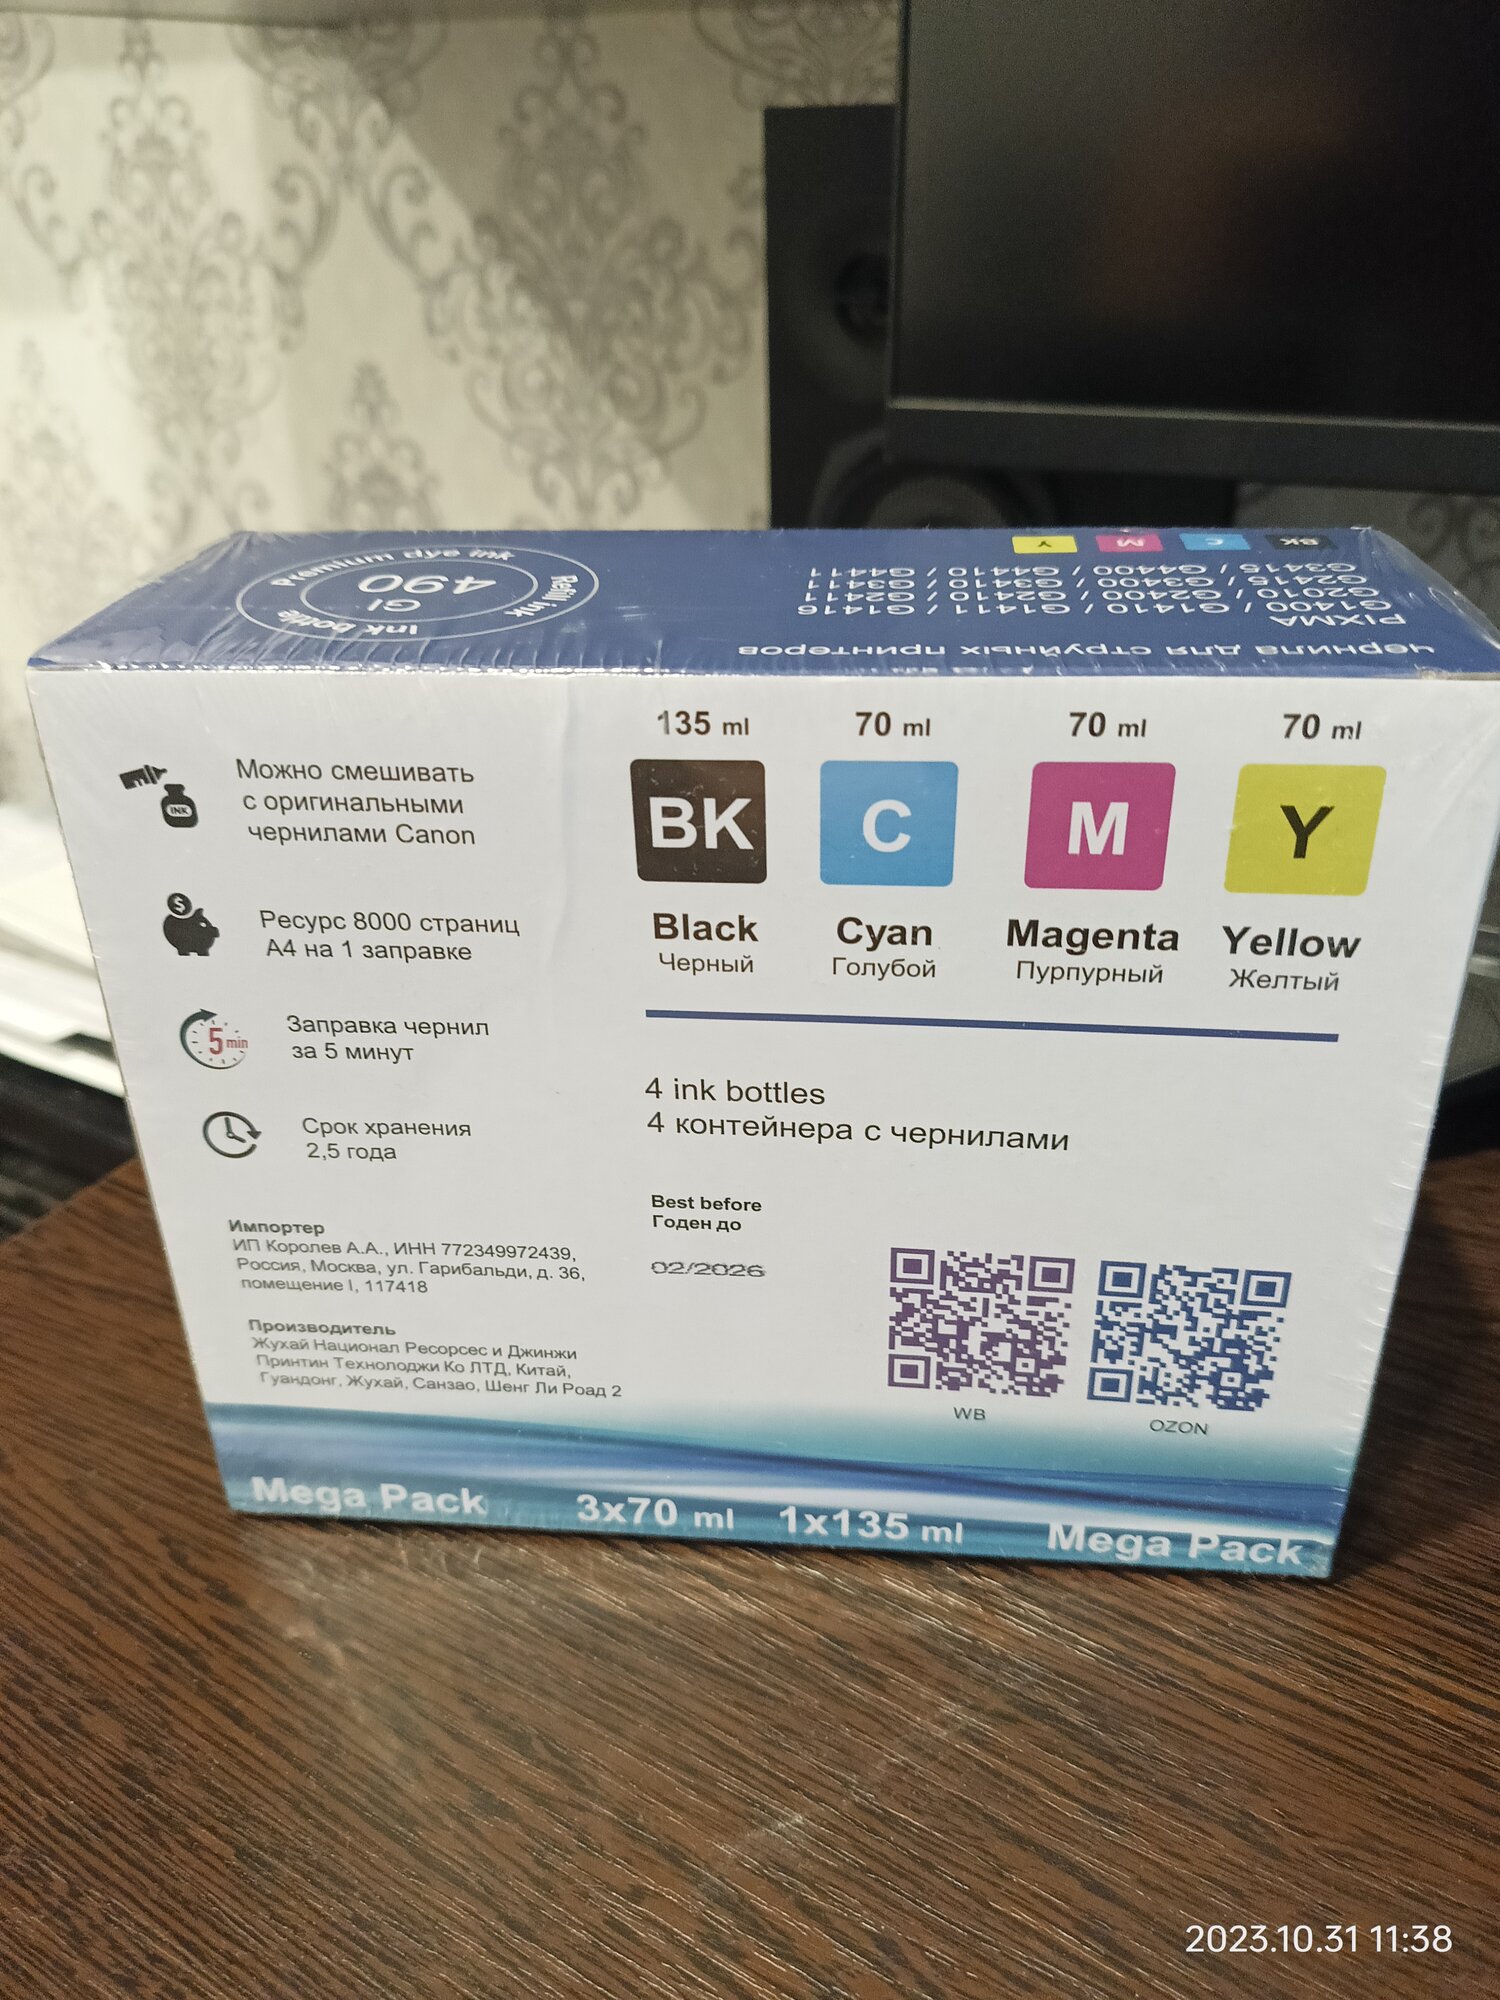 Premium dye ink
Refill ink
Ink bottle
GI
490
чернила для струйных принтеров
PIXMA
G1400 / G1410 / G1411 / G1416
G2010 / G2400 / G2410 / G2411
G2415 / G3400 / G3410 / G3411
G3415 / G4400 / G4410 / G4411
BK C M Y
135 ml 70 ml 70 ml 70 ml
BK C M Y
Black Cyan Magenta Yellow
Черный Голубой Пурпурный Желтый
INK
Можно смешивать
с оригинальными
чернилами Canon
$
Ресурс 8000 страниц
А4 на 1 заправке
5 min
Заправка чернил
за 5 минут
Срок хранения
2,5 года
4 ink bottles
4 контейнера с чернилами
Best before
Годен до
02/2026
Импортер
ИП Королев А.А., ИНН 772349972439,
Россия, Москва, ул. Гарибальди, д. 36,
помещение I, 117418
Производитель
Жухай Национал Ресорсес и Джинжи
Принтин Технолоджи Ко ЛТД, Китай,
Гуандонг, Жухай, Санзао, Шенг Ли Роад 2
WB
OZON
Mega Pack 3x70 ml 1x135 ml Mega Pack
2023.10.31 11:38